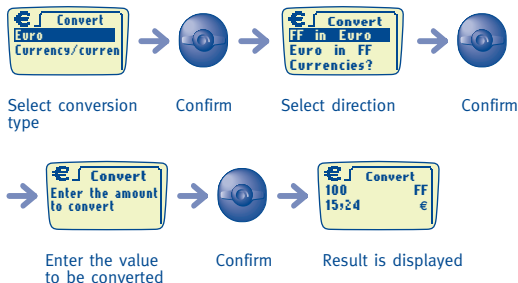 € Convert
Euro
Currency/curren
€ Convert
FF in Euro
Euro in FF
Currencies?
Select conversion
type
Confirm
Select direction
Confirm
€ Convert
Enter the amount
to convert
€ Convert
100 FF
15,24 €
Enter the value
to be converted
Confirm
Result is displayed